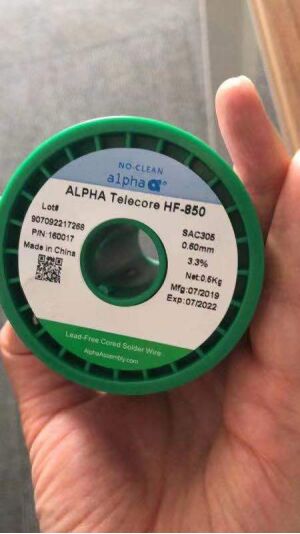 NO-CLEAN
alpha
ALPHA Telecore HF-850
Lot#
907092217268
P/N:160017
Made in China
SAC305
0.60mm
3.3%
Net:0.5Kg
Mfg:07/2019
Exp:07/2022
Lead-Free Cored Solder Wire
AlphaAssembly.com